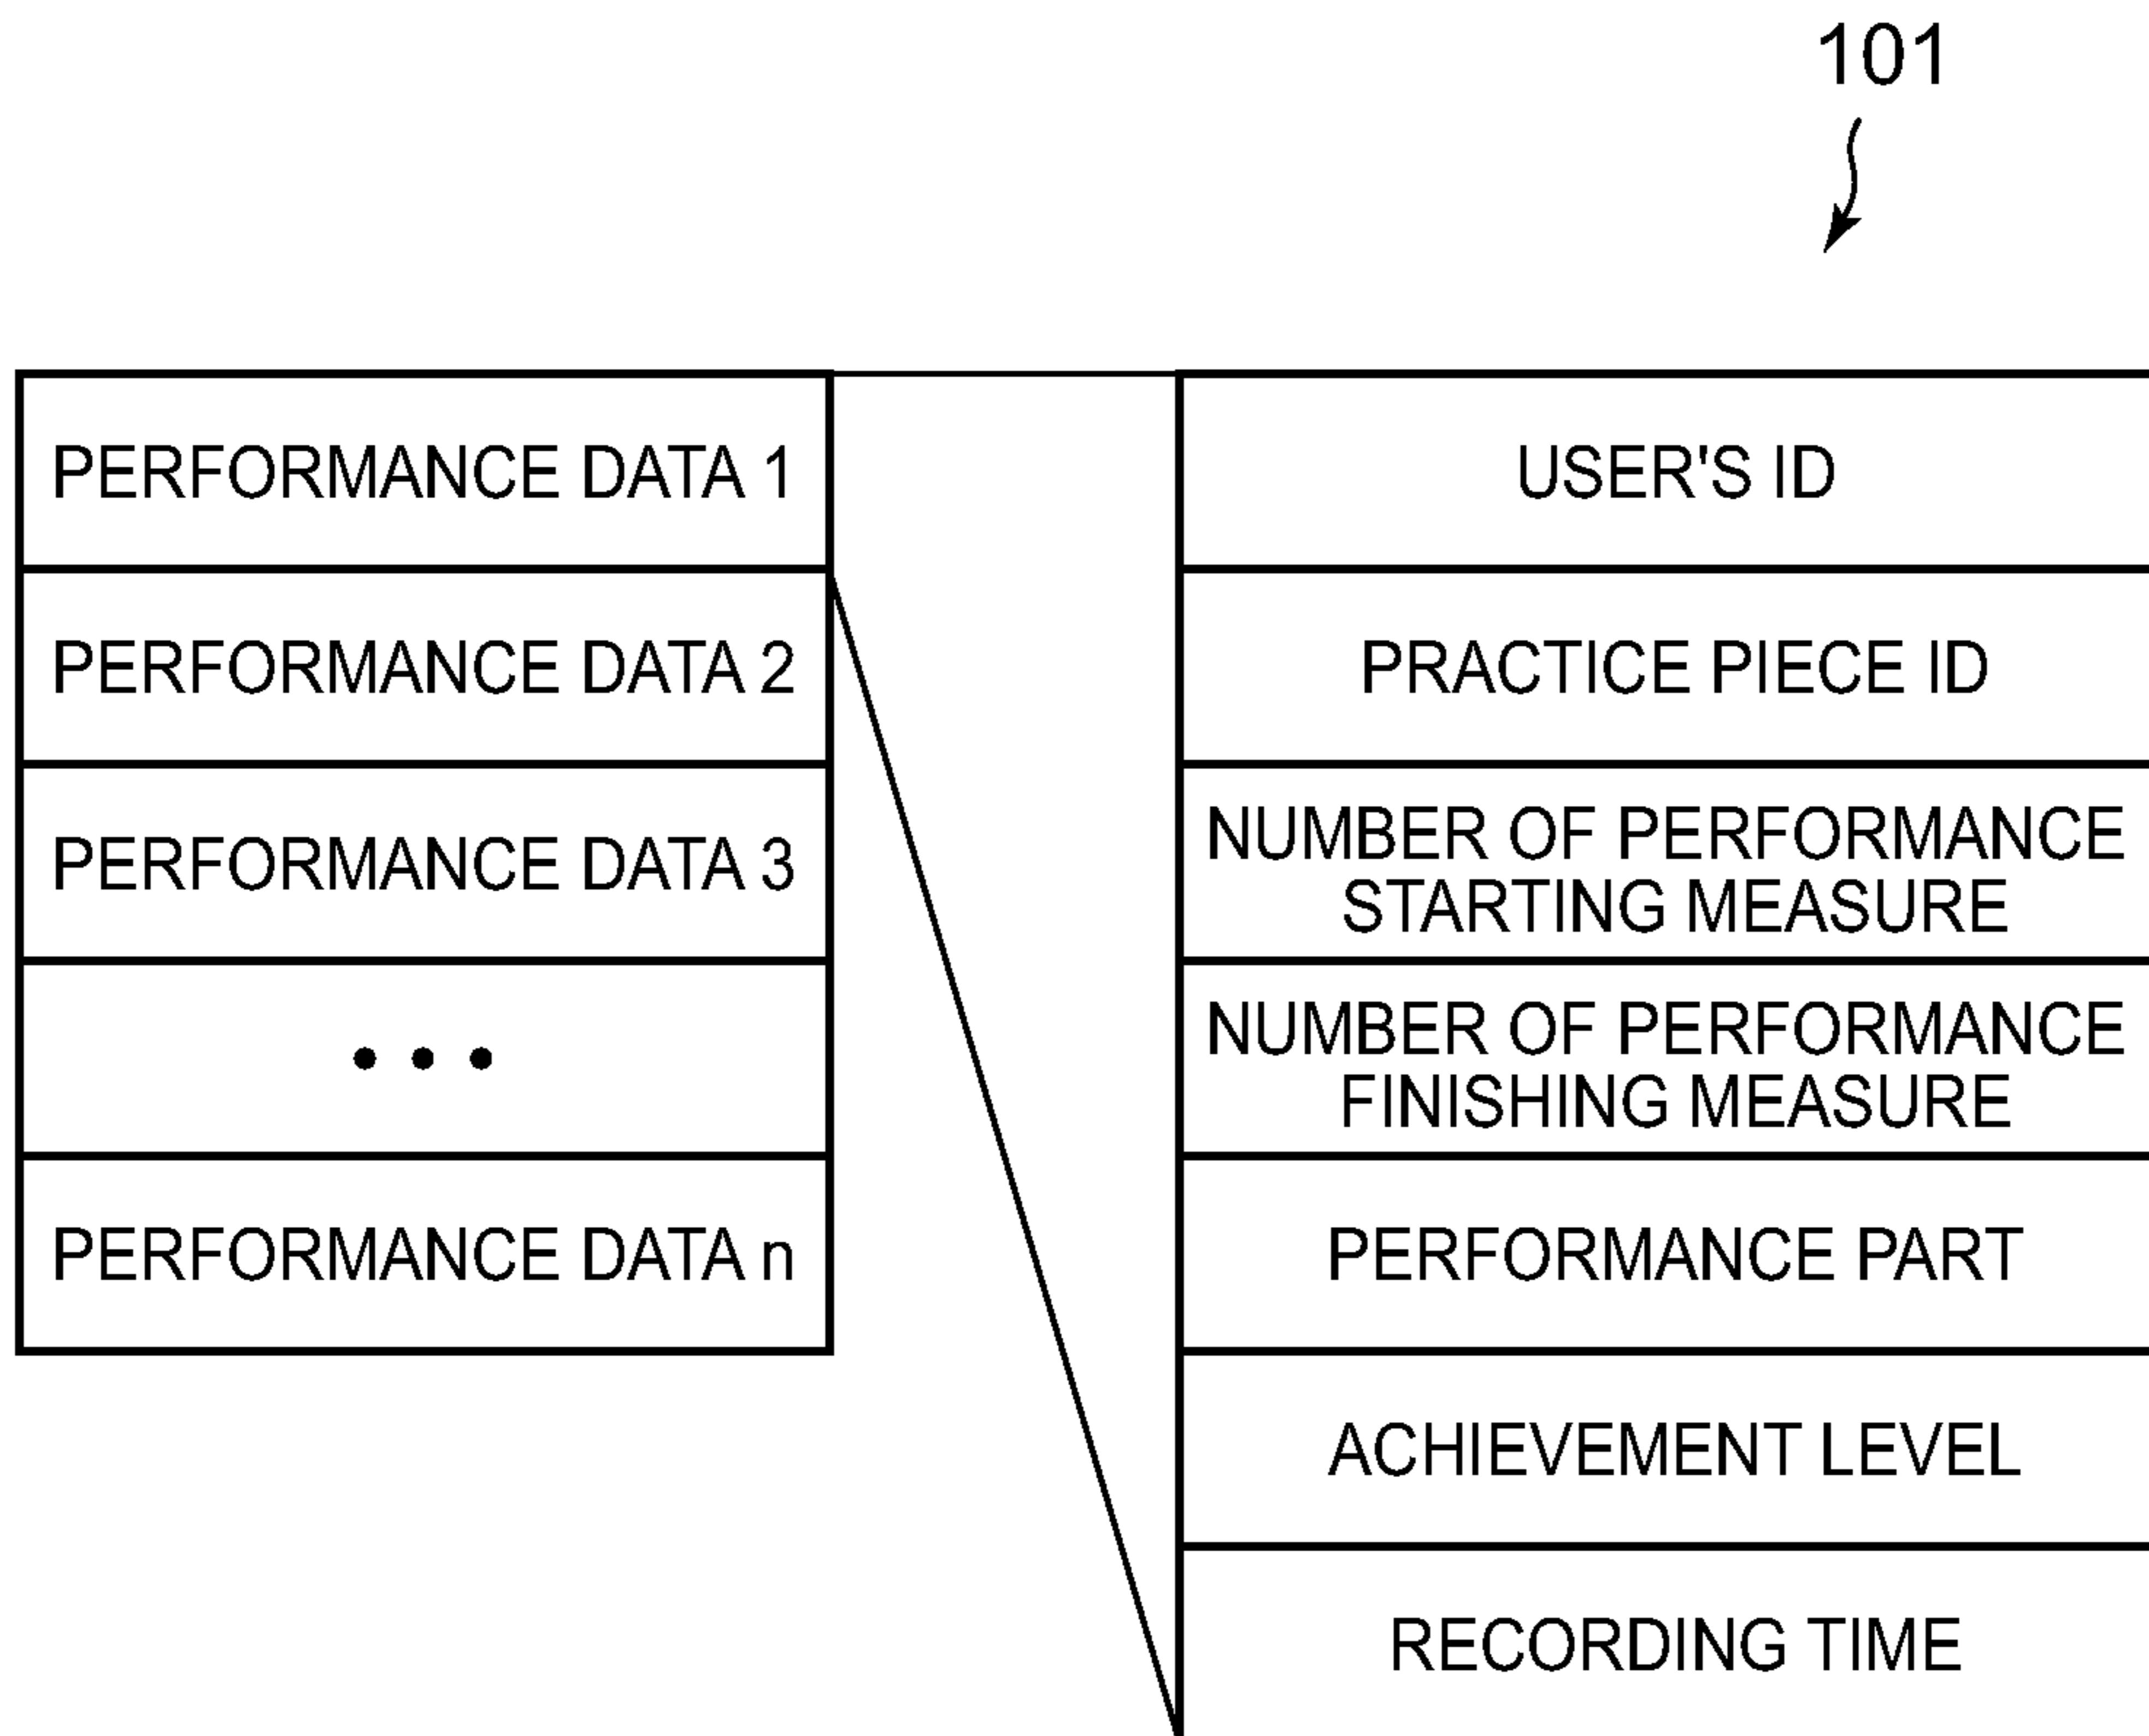 101
PERFORMANCE DATA 1
PERFORMANCE DATA 2
PERFORMANCE DATA 3
• • •
PERFORMANCE DATA n
USER'S ID
PRACTICE PIECE ID
NUMBER OF PERFORMANCE
STARTING MEASURE
NUMBER OF PERFORMANCE
FINISHING MEASURE
PERFORMANCE PART
ACHIEVEMENT LEVEL
RECORDING TIME